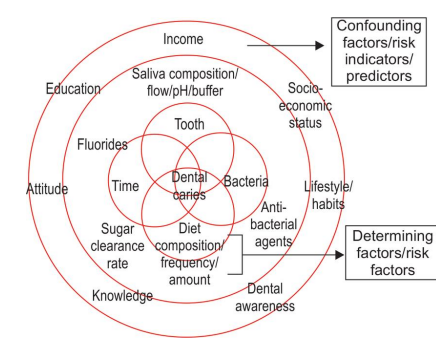 Confounding
factors/risk
indicators/
predictors
Income
Saliva composition/
flow/pH/buffer
Education
Socio-
economic
status
Tooth
Fluorides
Time
Dental
caries
Bacteria
Attitude
Lifestyle/
habits
Anti-
bacterial
agents
Sugar
clearance
rate
Diet
composition/
frequency/
amount
Determining
factors/risk
factors
Knowledge
Dental
awareness